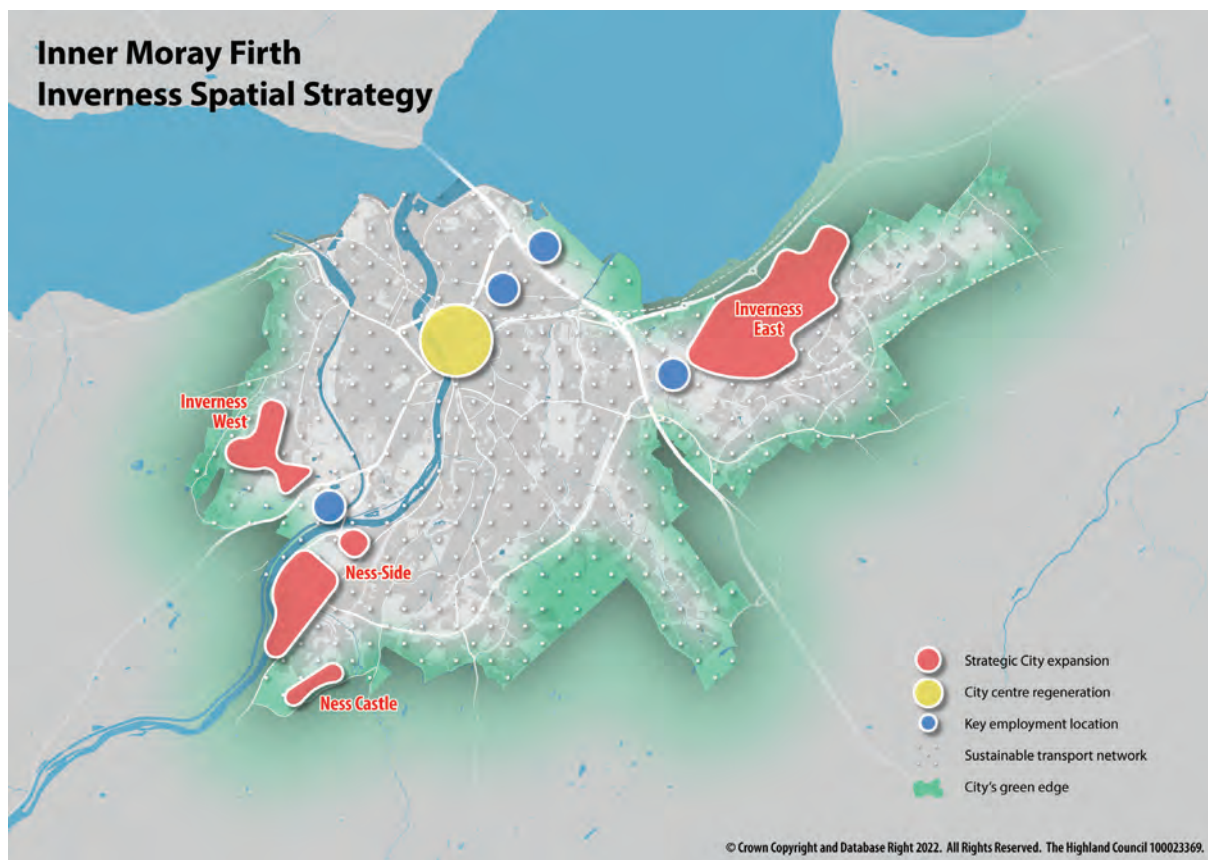 Inner Moray Firth
Inverness Spatial Strategy
Inverness
East
Inverness
West
Ness-Side
Ness Castle
Strategic City expansion
City centre regeneration
Key employment location
Sustainable transport network
City's green edge
© Crown Copyright and Database Right 2022. All Rights Reserved. The Highland Council 100023369.